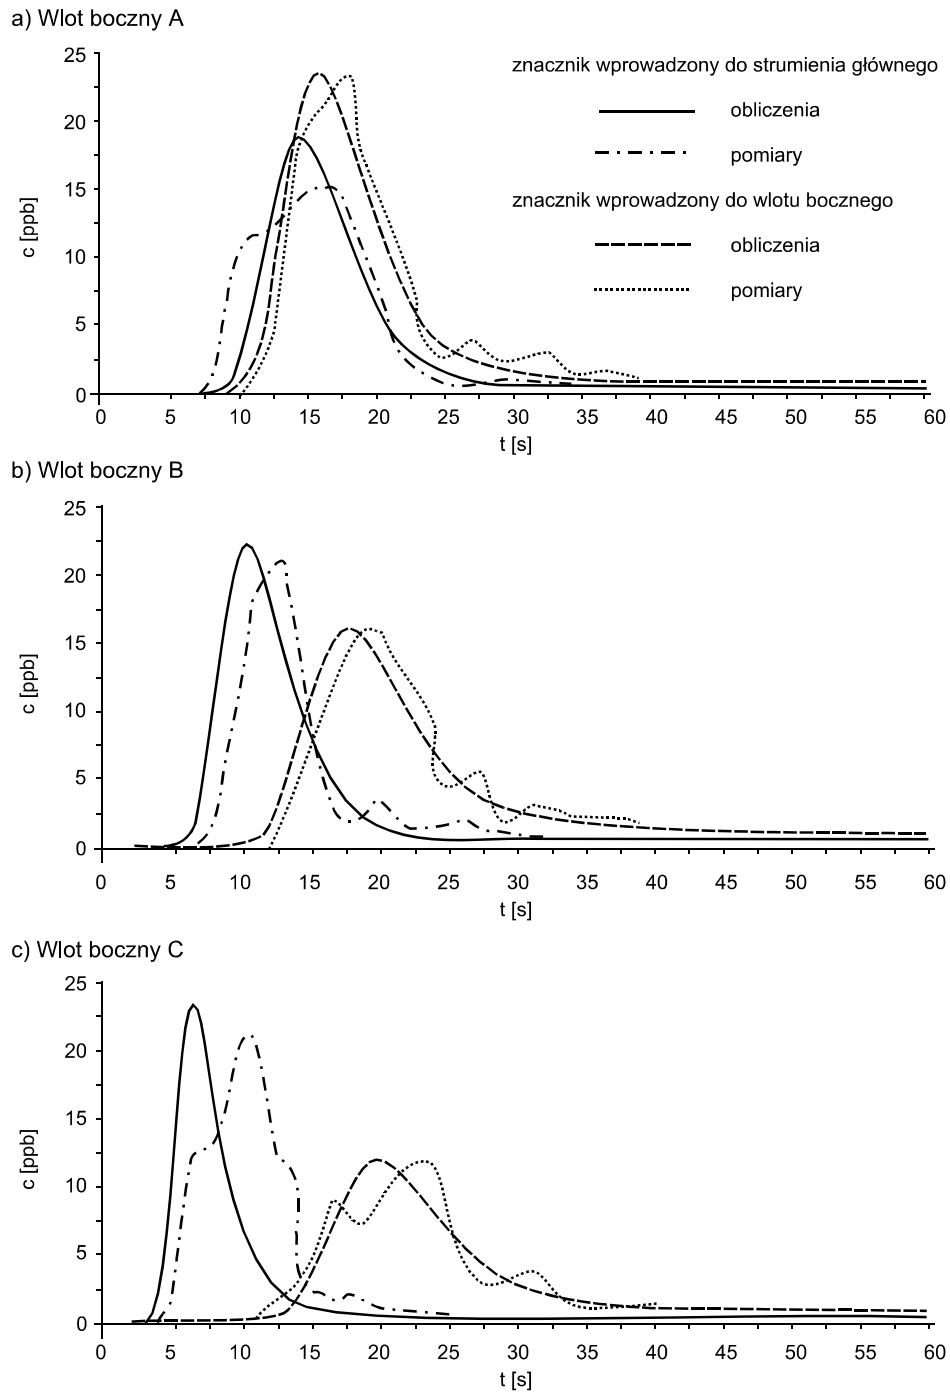 a) Wlot boczny A
25
20
15
10
5
0
c [ppb]
0 5 10 15 20 25 30 35 40 45 50 55 60
t [s]
znacznik wprowadzony do strumienia głównego
obliczenia
pomiary
znacznik wprowadzony do wlotu bocznego
obliczenia
pomiary
b) Wlot boczny B
25
20
15
10
5
0
c [ppb]
0 5 10 15 20 25 30 35 40 45 50 55 60
t [s]
c) Wlot boczny C
25
20
15
10
5
0
c [ppb]
0 5 10 15 20 25 30 35 40 45 50 55 60
t [s]